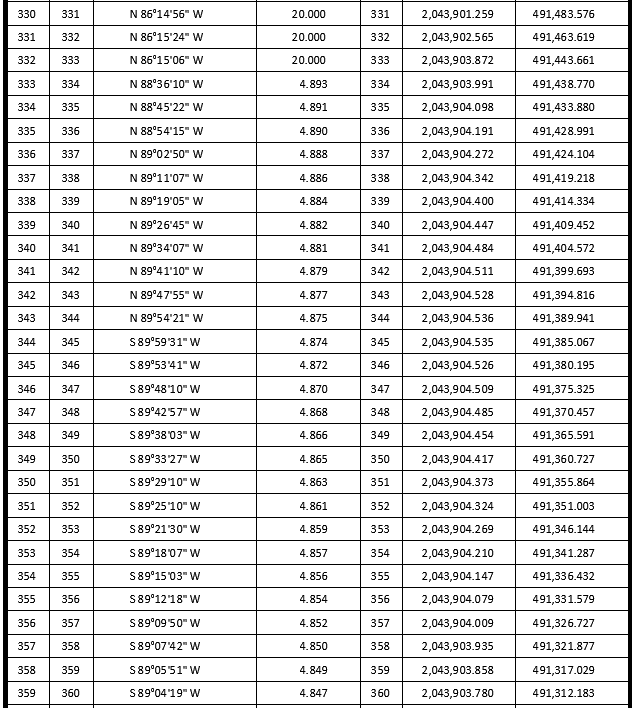 330 331 N 86°14'56" W 20.000 331 2,043,901.259 491,483.576
331 332 N 86°15'24" W 20.000 332 2,043,902.565 491,463.619
332 333 N 86°15'06" W 20.000 333 2,043,903.872 491,443.661
333 334 N 88°36'10" W 4.893 334 2,043,903.991 491,438.770
334 335 N 88°45'22" W 4.891 335 2,043,904.098 491,433.880
335 336 N 88°54'15" W 4.890 336 2,043,904.191 491,428.991
336 337 N 89°02'50" W 4.888 337 2,043,904.272 491,424.104
337 338 N 89°11'07" W 4.886 338 2,043,904.342 491,419.218
338 339 N 89°19'05" W 4.884 339 2,043,904.400 491,414.334
339 340 N 89°26'45" W 4.882 340 2,043,904.447 491,409.452
340 341 N 89°34'07" W 4.881 341 2,043,904.484 491,404.572
341 342 N 89°41'10" W 4.879 342 2,043,904.511 491,399.693
342 343 N 89°47'55" W 4.877 343 2,043,904.528 491,394.816
343 344 N 89°54'21" W 4.875 344 2,043,904.536 491,389.941
344 345 S 89°59'31" W 4.874 345 2,043,904.535 491,385.067
345 346 S 89°53'41" W 4.872 346 2,043,904.526 491,380.195
346 347 S 89°48'10" W 4.870 347 2,043,904.509 491,375.325
347 348 S 89°42'57" W 4.868 348 2,043,904.485 491,370.457
348 349 S 89°38'03" W 4.866 349 2,043,904.454 491,365.591
349 350 S 89°33'27" W 4.865 350 2,043,904.417 491,360.727
350 351 S 89°29'10" W 4.863 351 2,043,904.373 491,355.864
351 352 S 89°25'10" W 4.861 352 2,043,904.324 491,351.003
352 353 S 89°21'30" W 4.859 353 2,043,904.269 491,346.144
353 354 S 89°18'07" W 4.857 354 2,043,904.210 491,341.287
354 355 S 89°15'03" W 4.856 355 2,043,904.147 491,336.432
355 356 S 89°12'18" W 4.854 356 2,043,904.079 491,331.579
356 357 S 89°09'50" W 4.852 357 2,043,904.009 491,326.727
357 358 S 89°07'42" W 4.850 358 2,043,903.935 491,321.877
358 359 S 89°05'51" W 4.849 359 2,043,903.858 491,317.029
359 360 S 89°04'19" W 4.847 360 2,043,903.780 491,312.183